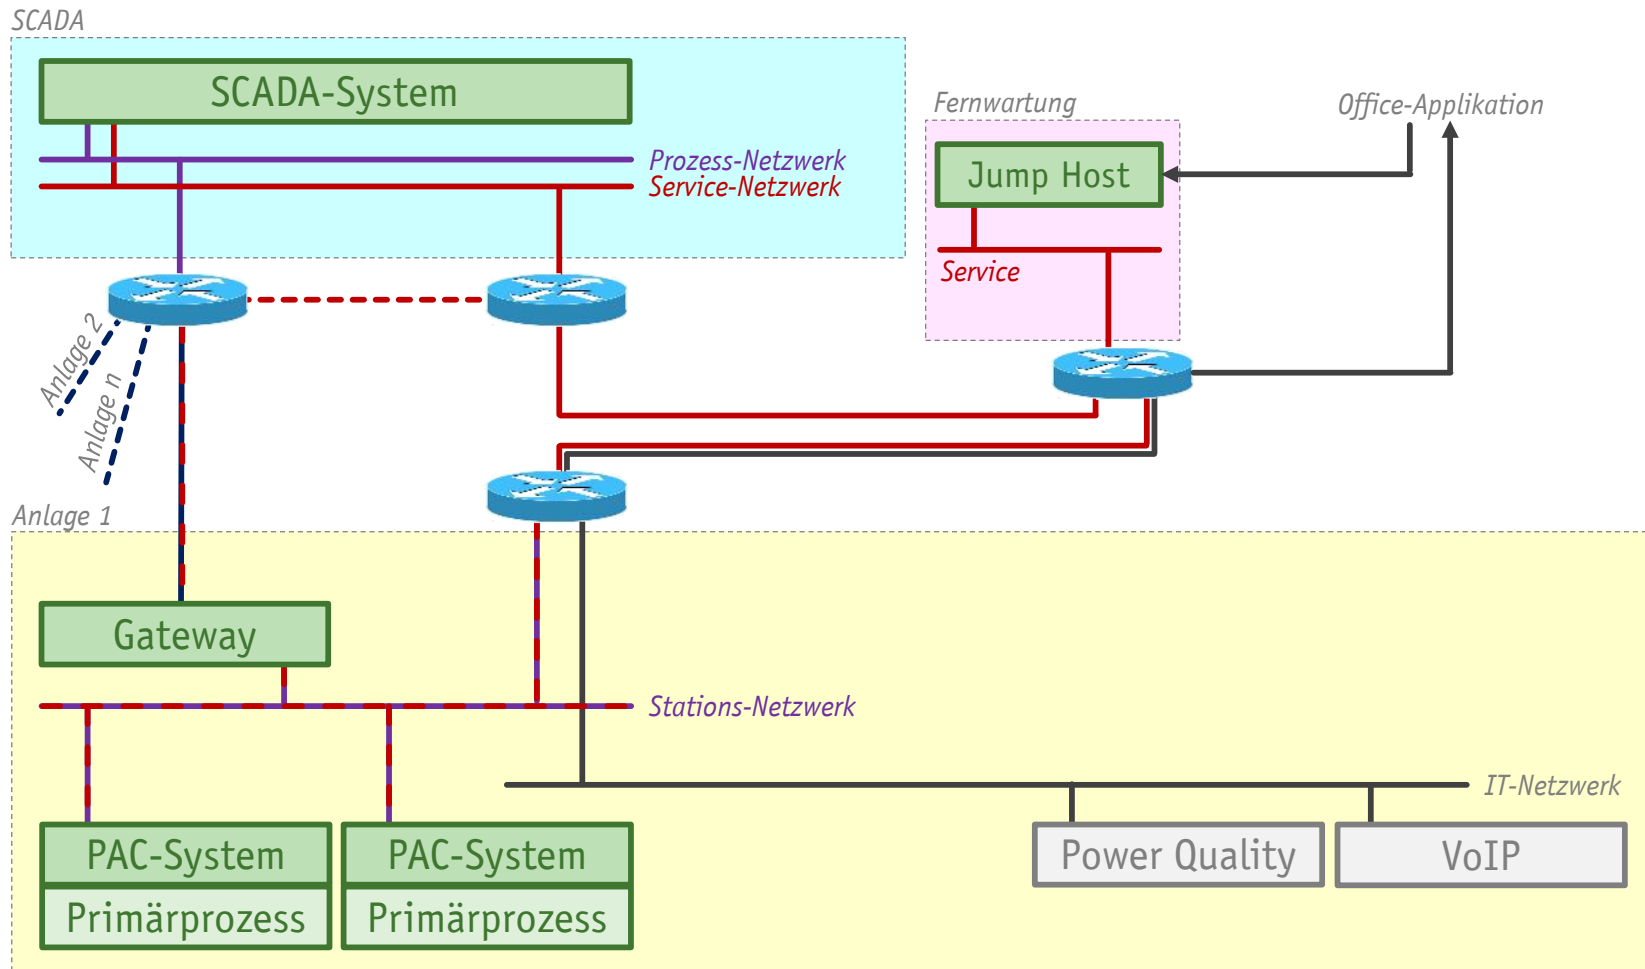 SCADA
SCADA-System
Fernwartung
Office-Applikation
Prozess-Netzwerk
Service-Netzwerk
Jump Host
Service
Anlage 2
Anlage n
Anlage 1
Gateway
Stations-Netzwerk
IT-Netzwerk
PAC-System
PAC-System
Power Quality
VoIP
Primärprozess
Primärprozess